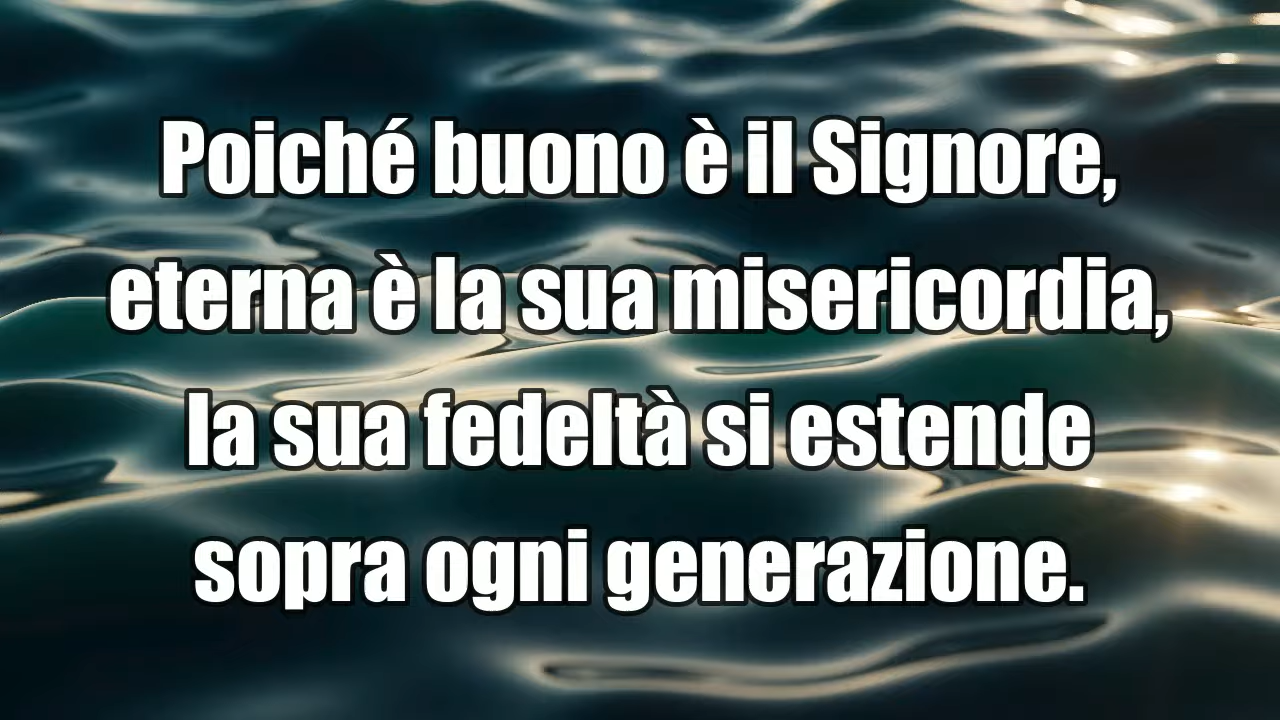 Poiché buono è il Signore,
eterna è la sua misericordia,
la sua fedeltà si estende
sopra ogni generazione.